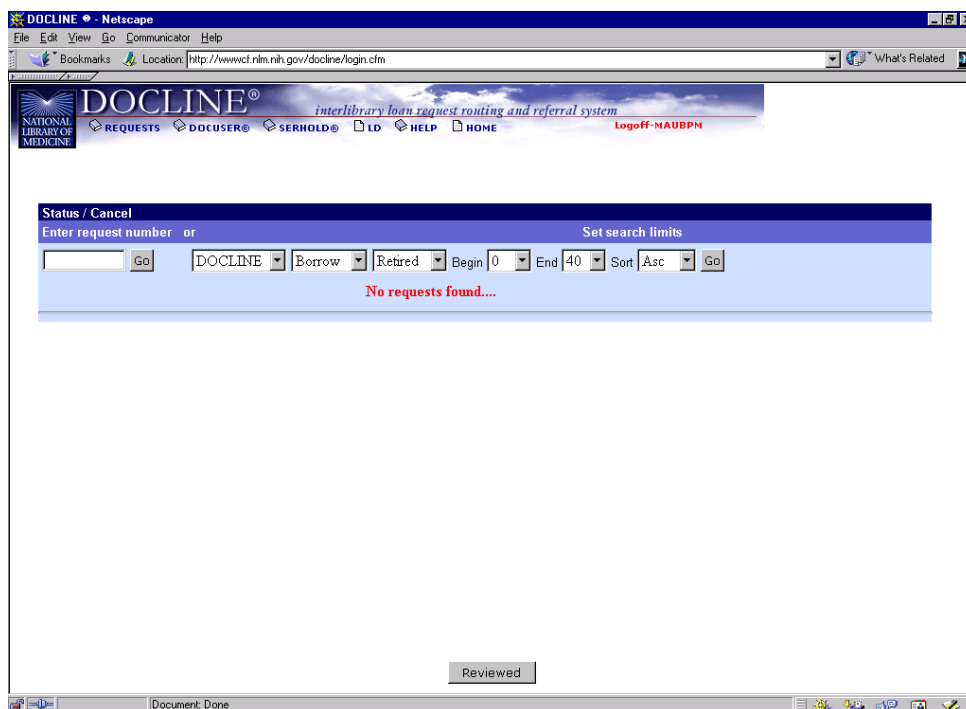 DOCLINE ® - Netscape
File Edit View Go Communicator Help
Bookmarks Location: http://wwwcf.nlm.nih.gov/docline/login.cfm What's Related
NATIONAL LIBRARY OF MEDICINE
DOCLINE®
interlibrary loan request routing and referral system
REQUESTS DOCUSER® SERHOLD® LD HELP HOME Logoff-MAUBPM
Status / Cancel
Enter request number or Set search limits
Go DOCLINE Borrow Retired Begin 0 End 40 Sort Asc Go
No requests found....
Reviewed
Document: Done